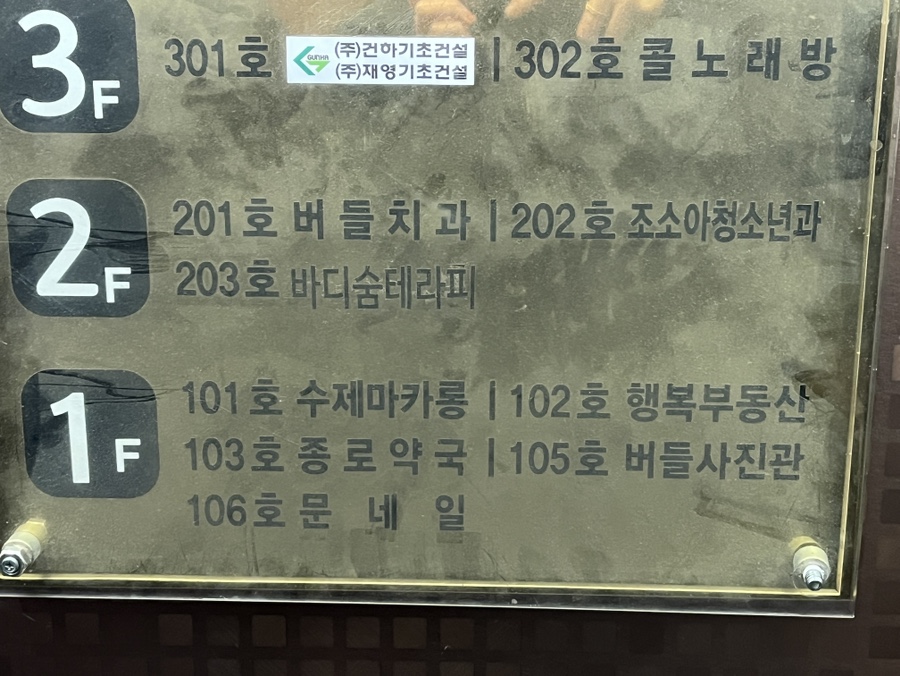 3F
301호 GUNHA (주)건하기초건설 | 302호 콜노래방
(주)재영기초건설
2F
201호 버들치과 | 202호 조소아청소년과
203호 바디숨테라피
1F
101호 수제마카롱 | 102호 행복부동산
103호 종로약국 | 105호 버들사진관
106호 문 네 일